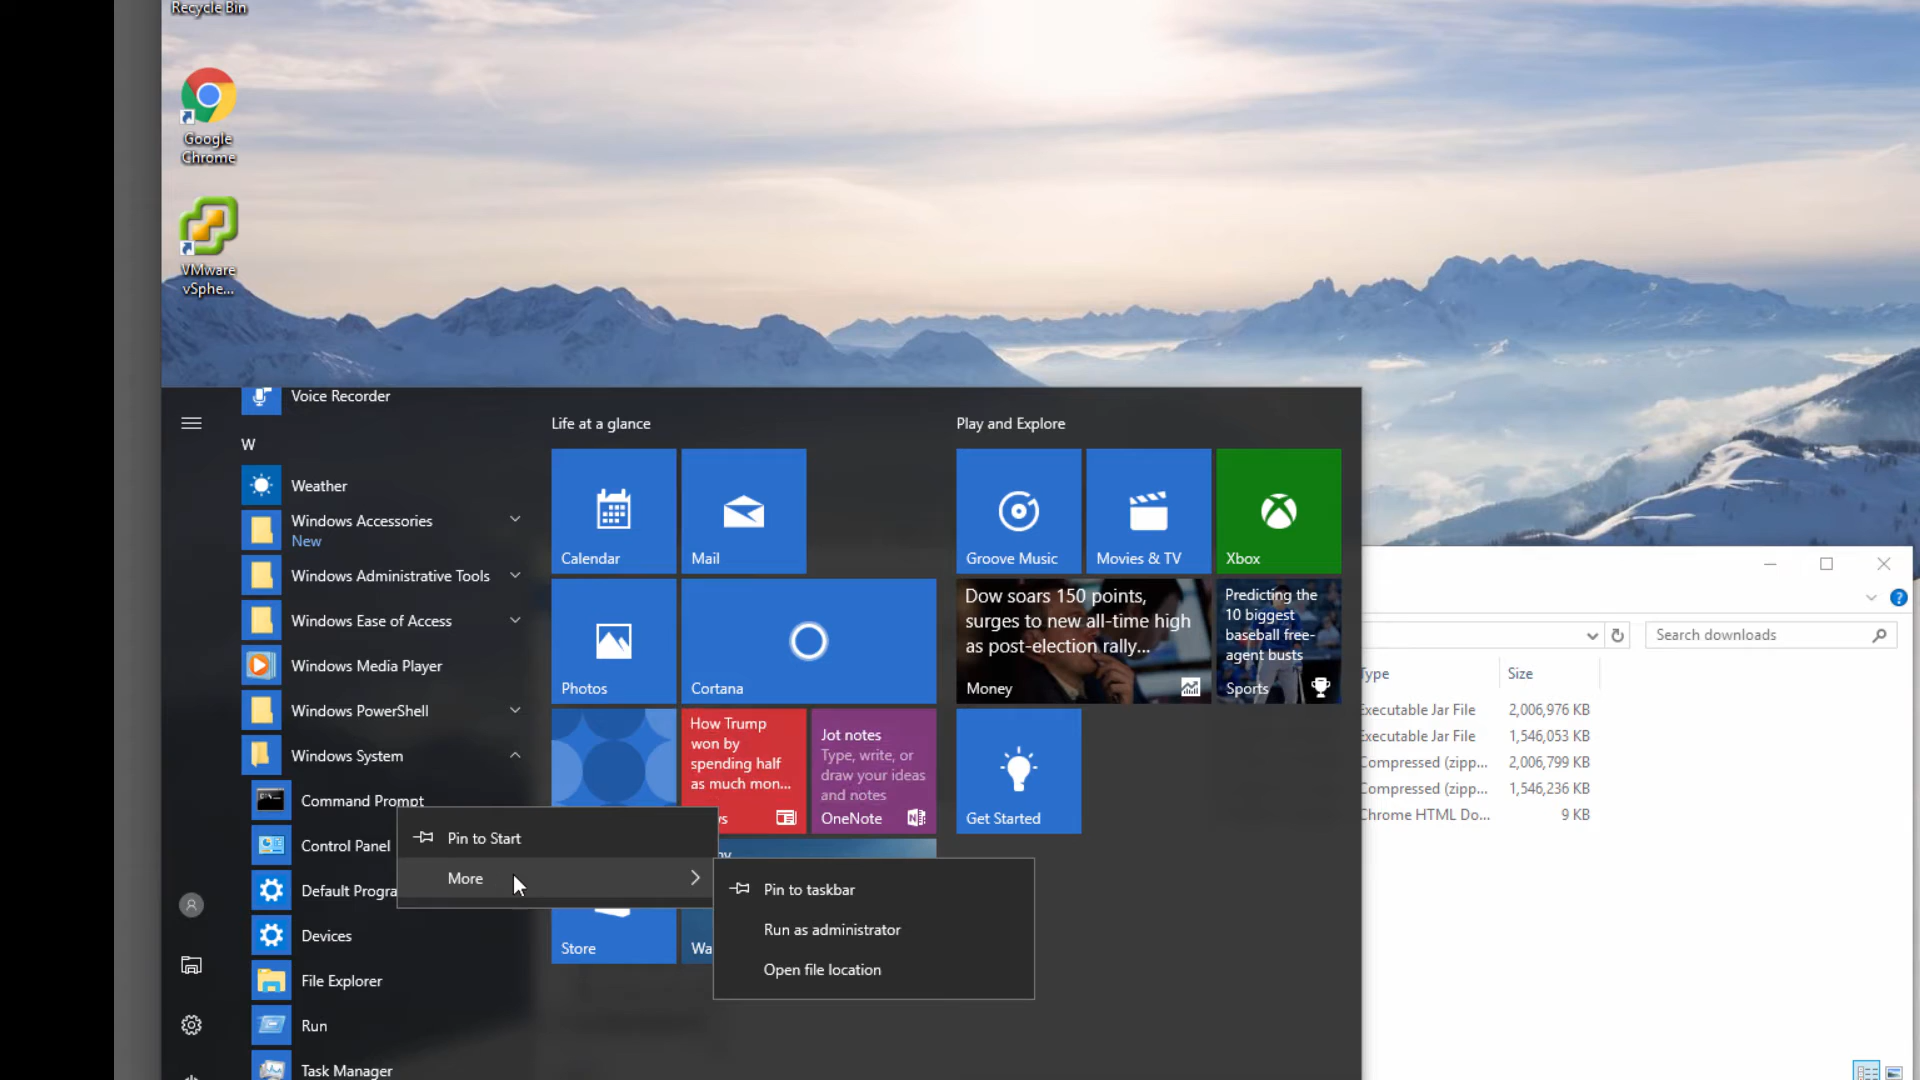 Recycle Bin
Google
Chrome
VMware
vSphe...
Voice Recorder
W
Weather
Windows Accessories
New
Windows Administrative Tools
Windows Ease of Access
Windows Media Player
Windows PowerShell
Windows System
Command Prompt
Control Panel
Default Progra
Devices
File Explorer
Run
Task Manager
Pin to Start
More
Pin to taskbar
Run as administrator
Open file location
Life at a glance
Calendar
Mail
Photos
Cortana
How Trump
won by
spending half
as much mon...
Jot notes
Type, write, or
draw your ideas
and notes
OneNote
Store
Wa
Play and Explore
Groove Music
Movies & TV
Xbox
Dow soars 150 points,
surges to new all-time high
as post-election rally...
Money
Predicting the
10 biggest
baseball free-
agent busts
Sports
Get Started
Search downloads
Type
Size
Executable Jar File
2,006,976 KB
Executable Jar File
1,546,053 KB
Compressed (zipp...
2,006,799 KB
Compressed (zipp...
1,546,236 KB
Chrome HTML Do...
9 KB